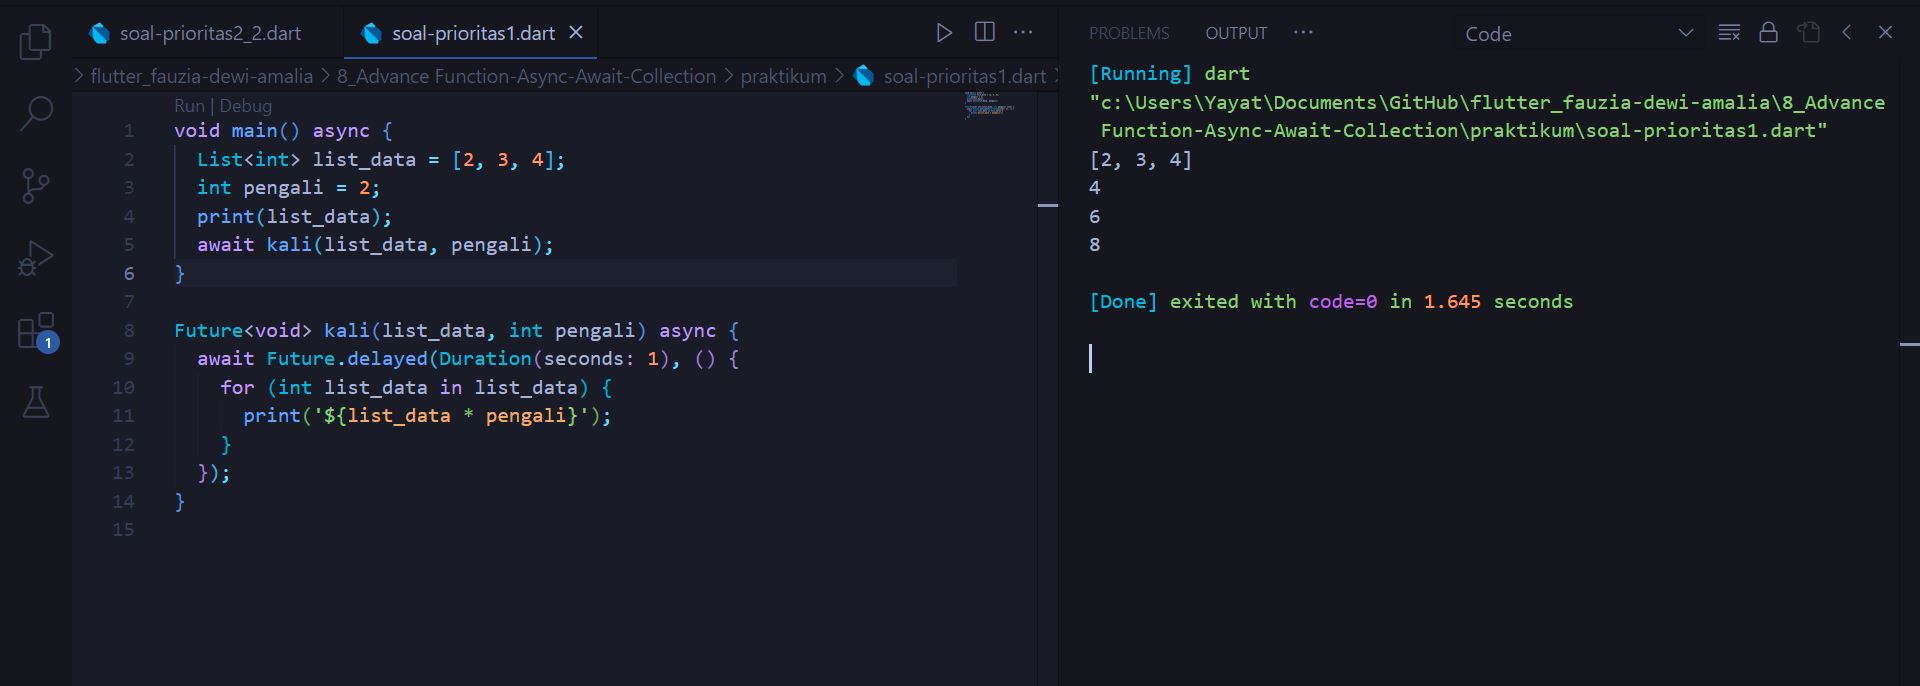 soal-prioritas2_2.dart
soal-prioritas1.dart
flutter_fauzia-dewi-amalia > 8_Advance Function-Async-Await-Collection > praktikum > soal-prioritas1.dart >
Run | Debug
1 void main() async {
2 List<int> list_data = [2, 3, 4];
3 int pengali = 2;
4 print(list_data);
5 await kali(list_data, pengali);
6 }
7
8 Future<void> kali(list_data, int pengali) async {
9 await Future.delayed(Duration(seconds: 1), () {
10 for (int list_data in list_data) {
11 print('${list_data * pengali}');
12 }
13 });
14 }
15
1
PROBLEMS OUTPUT ··· Code
[Running] dart
"c:\Users\Yayat\Documents\GitHub\flutter_fauzia-dewi-amalia\8_Advance
Function-Async-Await-Collection\praktikum\soal-prioritas1.dart"
[2, 3, 4]
4
6
8
[Done] exited with code=0 in 1.645 seconds